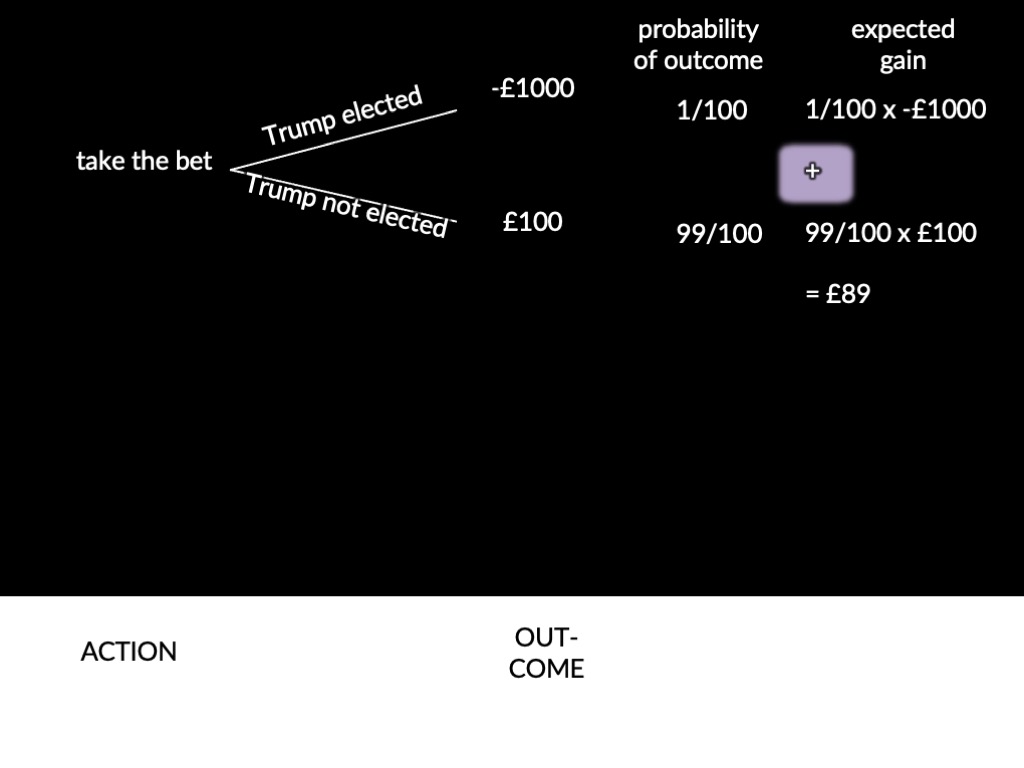 probability
of outcome
expected
gain
-£1000
Trump elected
1/100
1/100 x -£1000
take the bet
+
Trump not elected
£100
99/100
99/100 x £100
= £89
ACTION
OUT-
COME